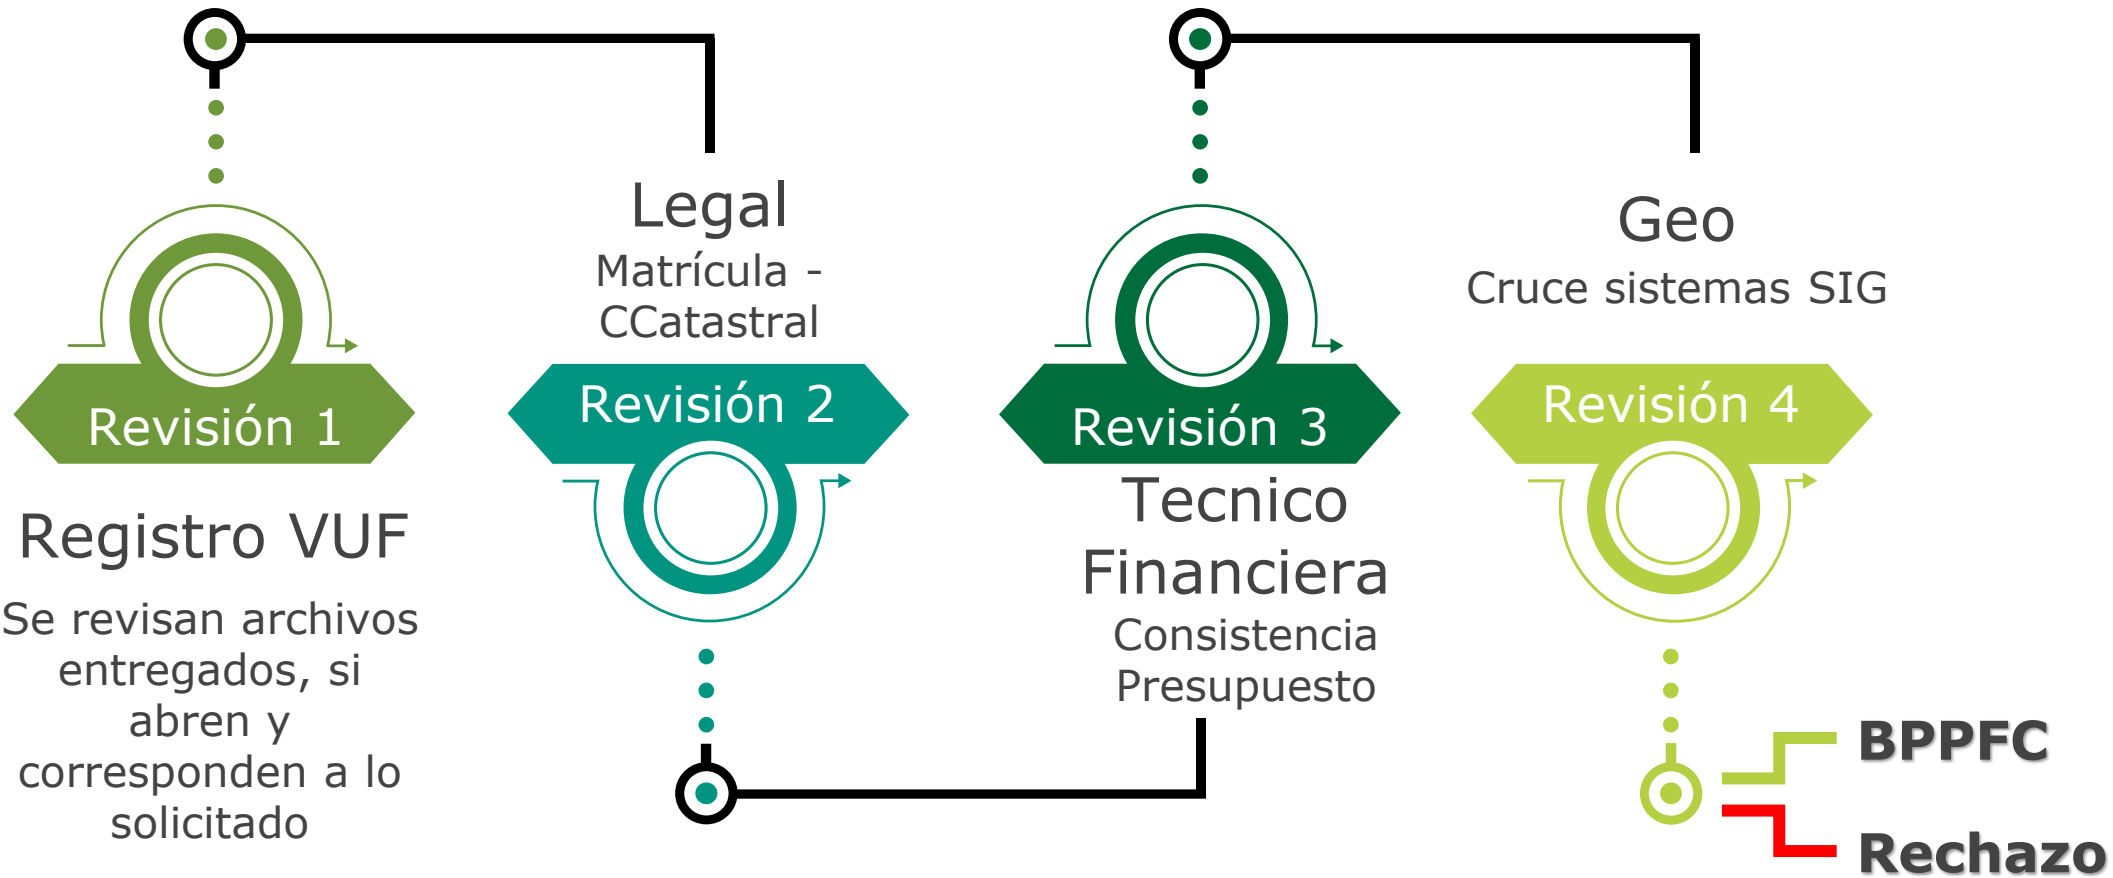 Revisión 1
Registro VUF
Se revisan archivos
entregados, si
abren y
corresponden a lo
solicitado
Legal
Matrícula -
CCatastral
Revisión 2
Revisión 3
Tecnico
Financiera
Consistencia
Presupuesto
Geo
Cruce sistemas SIG
Revisión 4
BPPFC
Rechazo